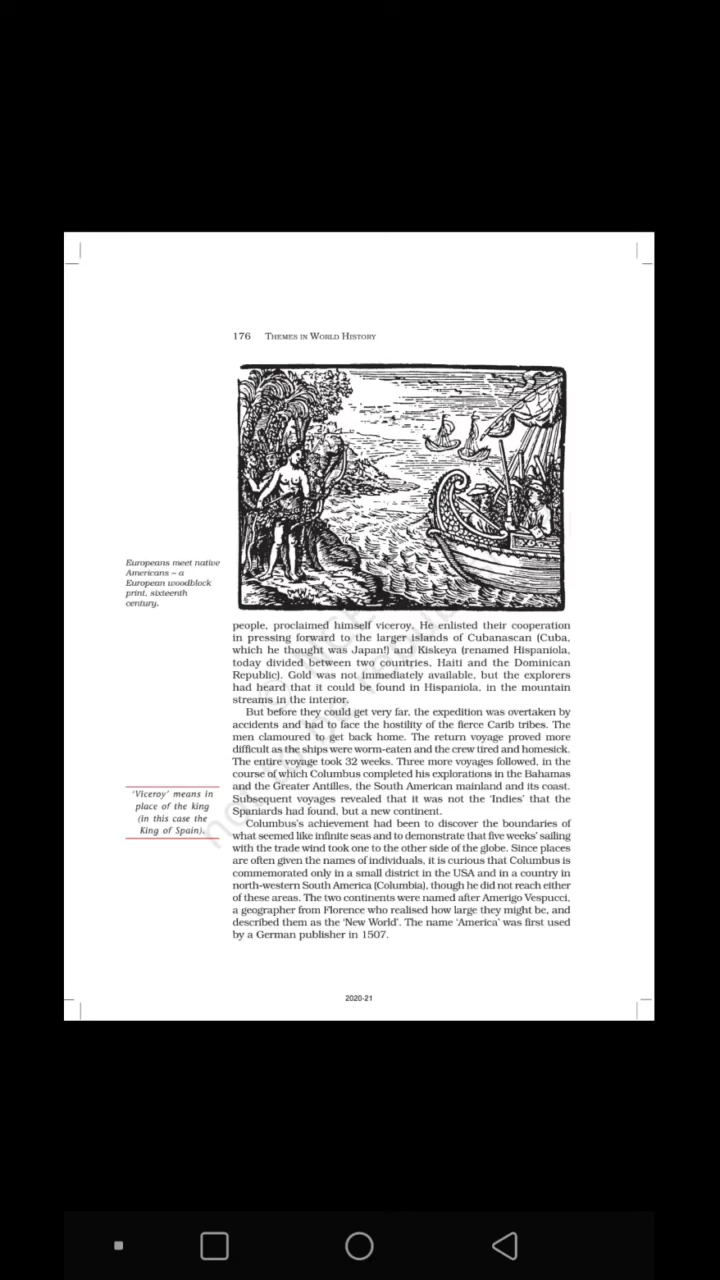 176 THEMES IN WORLD HISTORY
Europeans meet native
Americans – a
European woodblock
print, sixteenth
century.
people, proclaimed himself viceroy. He enlisted their cooperation
in pressing forward to the larger islands of Cubanascan (Cuba,
which he thought was Japan!) and Kiskeya (renamed Hispaniola,
today divided between two countries, Haiti and the Dominican
Republic). Gold was not immediately available, but the explorers
had heard that it could be found in Hispaniola, in the mountain
streams in the interior.
But before they could get very far, the expedition was overtaken by
accidents and had to face the hostility of the fierce Carib tribes. The
men clamoured to get back home. The return voyage proved more
difficult as the ships were worm-eaten and the crew tired and homesick.
The entire voyage took 32 weeks. Three more voyages followed, in the
course of which Columbus completed his explorations in the Bahamas
and the Greater Antilles, the South American mainland and its coast.
Subsequent voyages revealed that it was not the 'Indies' that the
Spaniards had found, but a new continent.
'Viceroy' means in
place of the king
(in this case the
King of Spain).
Columbus's achievement had been to discover the boundaries of
what seemed like infinite seas and to demonstrate that five weeks' sailing
with the trade wind took one to the other side of the globe. Since places
are often given the names of individuals, it is curious that Columbus is
commemorated only in a small district in the USA and in a country in
north-western South America (Columbia), though he did not reach either
of these areas. The two continents were named after Amerigo Vespucci,
a geographer from Florence who realised how large they might be, and
described them as the 'New World'. The name 'America' was first used
by a German publisher in 1507.
2020-21